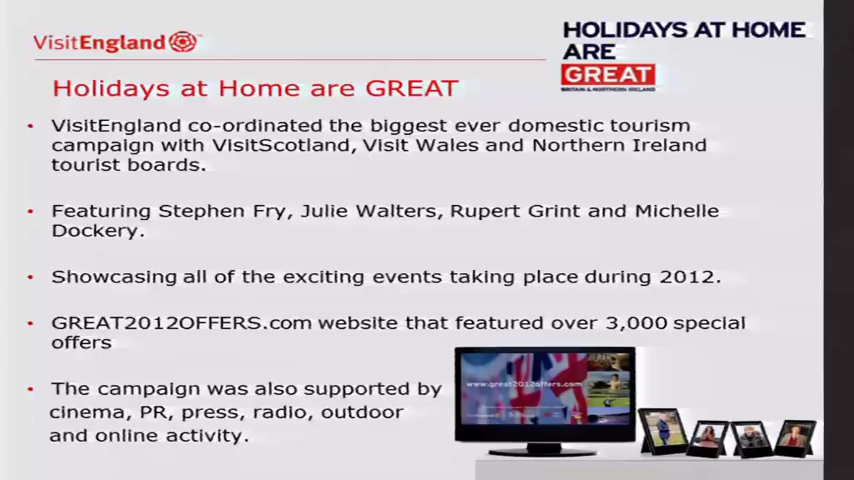 VisitEngland
HOLIDAYS AT HOME
ARE
GREAT
BRITAIN & NORTHERN IRELAND
Holidays at Home are GREAT
• VisitEngland co-ordinated the biggest ever domestic tourism
campaign with VisitScotland, Visit Wales and Northern Ireland
tourist boards.
• Featuring Stephen Fry, Julie Walters, Rupert Grint and Michelle
Dockery.
• Showcasing all of the exciting events taking place during 2012.
• GREAT2012OFFERS.com website that featured over 3,000 special
offers
• The campaign was also supported by
cinema, PR, press, radio, outdoor
and online activity.
www.great2012offers.com